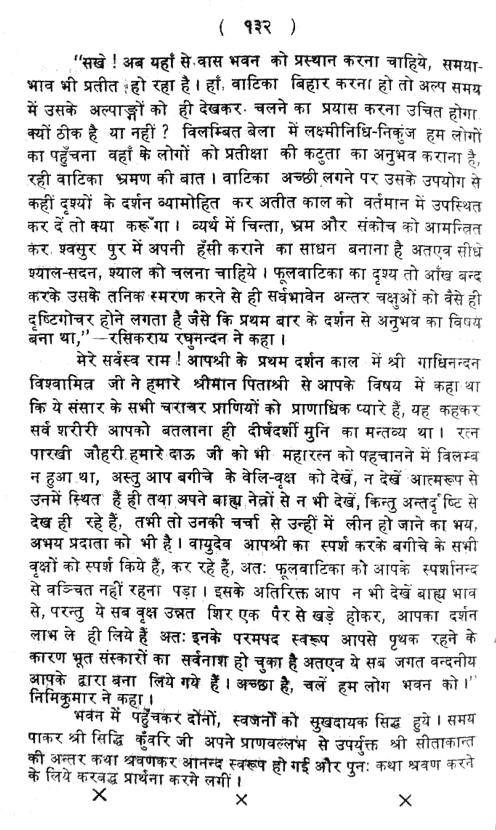 ( १३२ )
"सखे ! अब यहाँ से वास भवन को प्रस्थान करना चाहिये, समया-
भाव भी प्रतीत हो रहा है। हाँ, वाटिका बिहार करना हो तो अल्प समय
में उसके अल्पाङ्गों को ही देखकर चलने का प्रयास करना उचित होगा
क्यों ठीक है या नहीं ? विलम्बित बेला में लक्ष्मीनिधि-निकुंज हम लोगों
का पहुँचना वहाँ के लोगों को प्रतीक्षा की कटुता का अनुभव कराना है,
रही वाटिका भ्रमण की बात। वाटिका अच्छी लगने पर उसके उपयोग से
कहीं दृश्यों के दर्शन व्यामोहित कर अतीत काल को वर्तमान में उपस्थित
कर दें तो क्या करूँगा। व्यर्थ में चिन्ता, भ्रम और संकोच को आमन्त्रित
कर श्वसुर पुर में अपनी हँसी कराने का साधन बनाना है अतएव सीधे
श्याल-सदन, श्याल को चलना चाहिये। फूलवाटिका का दृश्य तो आँख बन्द
करके उसके तनिक स्मरण करने से ही सर्वभावेन अन्तर चक्षुओं को वैसे ही
दृष्टिगोचर होने लगता है जैसे कि प्रथम बार के दर्शन से अनुभव का विषय
बना था,"—रसिकराय रघुनन्दन ने कहा।
मेरे सर्वस्व राम ! आपश्री के प्रथम दर्शन काल में श्री गाधिनन्दन
विश्वामित्र जी ने हमारे श्रीमान पिताश्री से आपके विषय में कहा था
कि ये संसार के सभी चराचर प्राणियों को प्राणाधिक प्यारे हैं, यह कहकर
सर्व शरीरी आपको बतलाना ही दीर्घदर्शी मुनि का मन्तव्य था। रत्न
पारखी जौहरी हमारे दाऊ जी को भी महारत्न को पहचानने में विलम्ब
न हुआ था, अस्तु आप बगीचे के वेलि-वृक्ष को देखें, न देखें आत्मरूप से
उनमें स्थित हैं ही तथा अपने बाह्य नेत्रों से न भी देखें, किन्तु अन्तर्दृष्टि से
देख ही रहे हैं, तभी तो उनकी चर्चा से उन्हीं में लीन हो जाने का भय,
अभय प्रदाता को भी है। वायुदेव आपश्री का स्पर्श करके बगीचे के सभी
वृक्षों को स्पर्श किये हैं, कर रहे हैं, अतः फूलवाटिका को आपके स्पर्शानन्द
से वञ्चित नहीं रहना पड़ा। इसके अतिरिक्त आप न भी देखें बाह्य भाव
से, परन्तु ये सब वृक्ष उन्नत शिर एक पैर से खड़े होकर, आपका दर्शन
लाभ ले ही लिये हैं अतः इनके परमपद स्वरूप आपसे पृथक रहने के
कारण भूत संस्कारों का सर्वनाश हो चुका है अतएव ये सब जगत वन्दनीय
आपके द्वारा बना लिये गये हैं। अच्छा है, चलें हम लोग भवन को।"
निमिकुमार ने कहा।
भवन में पहुँचकर दोनों, स्वजनों को सुखदायक सिद्ध हुये। समय
पाकर श्री सिद्धि कुँवरि जी अपने प्राणवल्लभ से उपर्युक्त श्री सीताकान्त
की अन्तर कथा श्रवणकर आनन्द स्वरूप हो गईं और पुनः कथा श्रवण करने
के लिये करबद्ध प्रार्थना करने लगीं।
× × ×